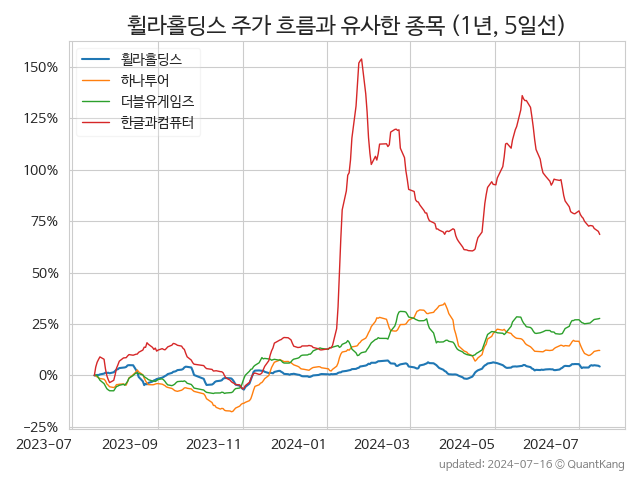 휠라홀딩스 주가 흐름과 유사한 종목 (1년, 5일선)
휠라홀딩스
하나투어
더블유게임즈
한글과컴퓨터
150%
125%
100%
75%
50%
25%
0%
−25%
2023-07 2023-09 2023-11 2024-01 2024-03 2024-05 2024-07
updated: 2024-07-16 © QuantKang